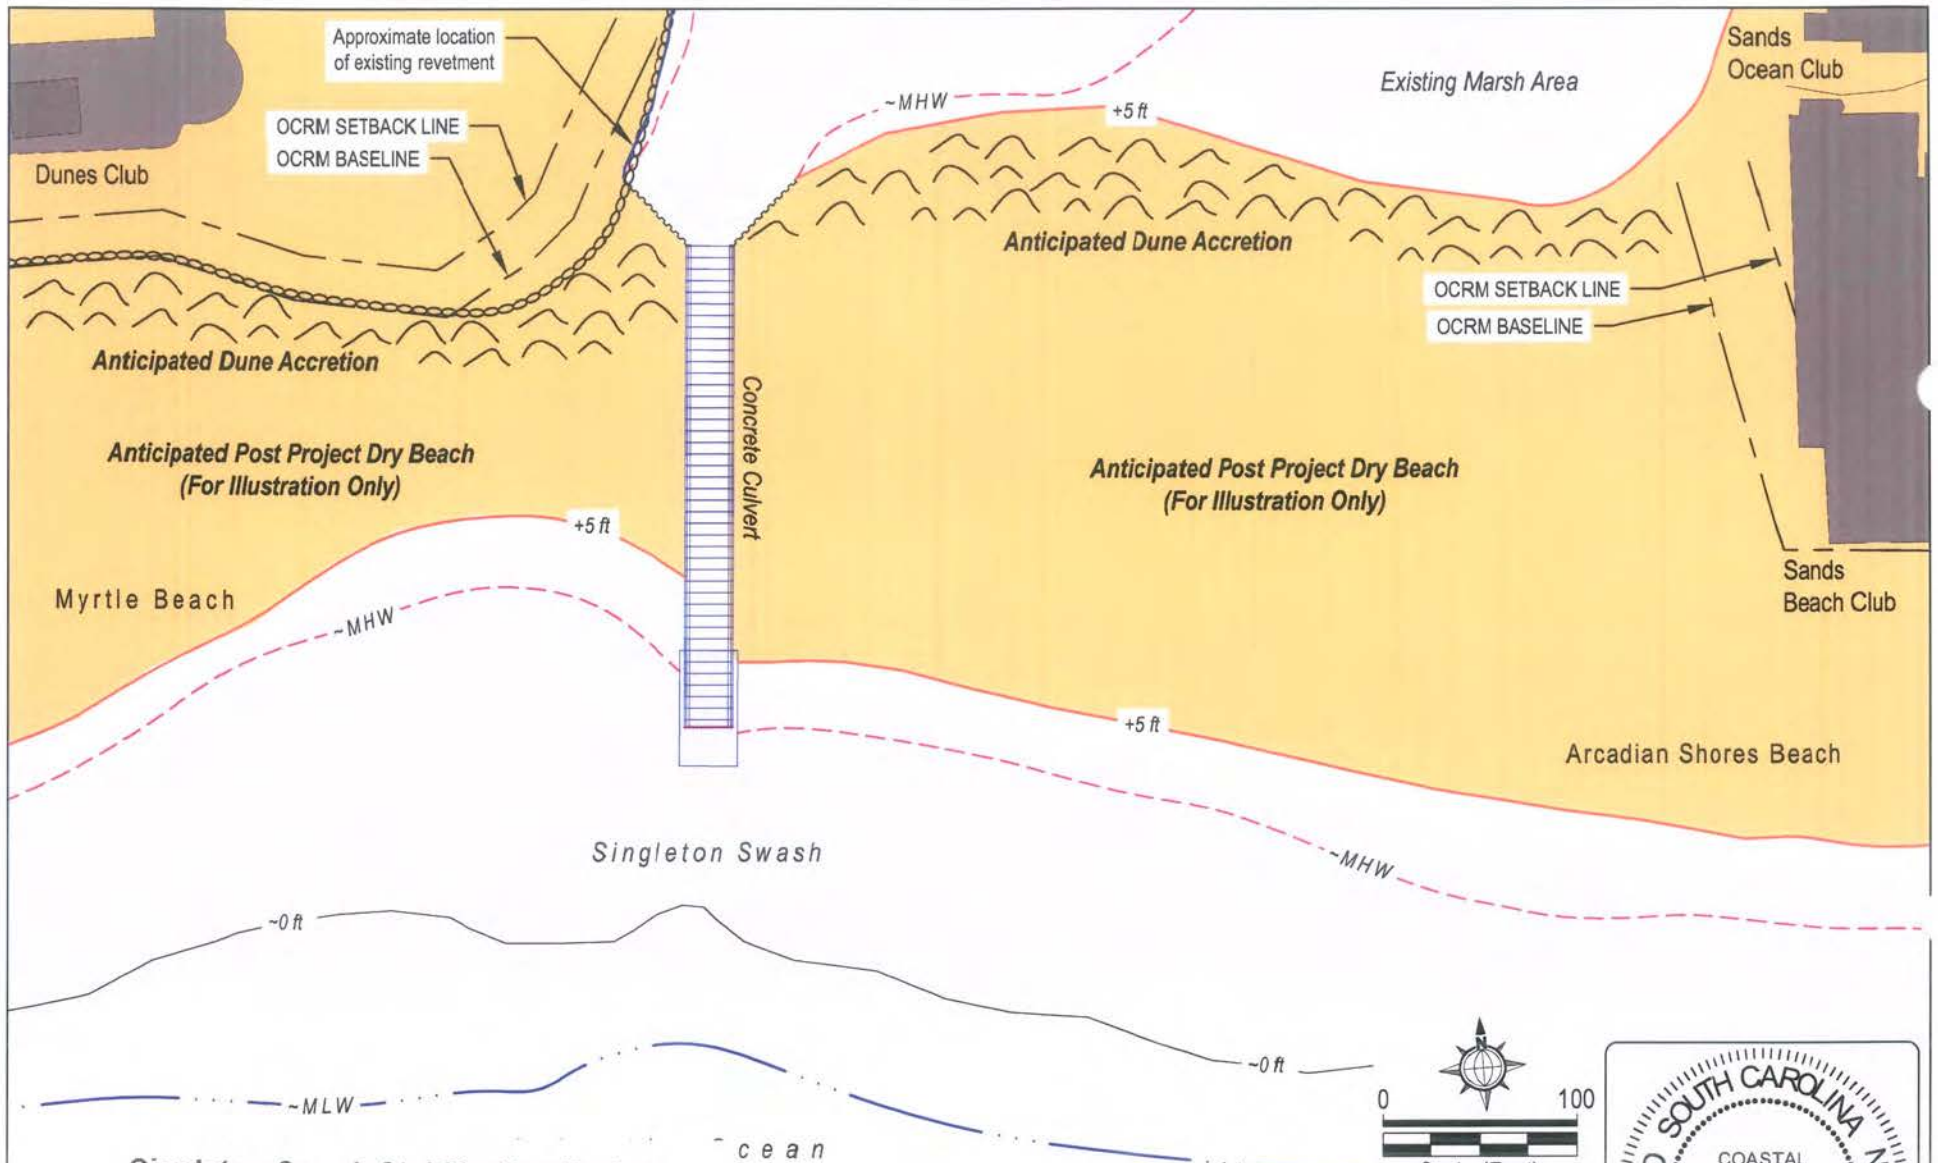 Approximate location
of existing revetment
OCRM SETBACK LINE
OCRM BASELINE
Dunes Club
~MHW
+5 ft
Existing Marsh Area
Sands
Ocean Club
Anticipated Dune Accretion
OCRM SETBACK LINE
OCRM BASELINE
Anticipated Dune Accretion
Concrete Culvert
Anticipated Post Project Dry Beach
(For Illustration Only)
Anticipated Post Project Dry Beach
(For Illustration Only)
+5 ft
Myrtle Beach
~MHW
Sands
Beach Club
+5 ft
Arcadian Shores Beach
Singleton Swash
~MHW
~0 ft
~0 ft
~MLW
N
0 100
SOUTH CAROLINA
COASTAL
cean